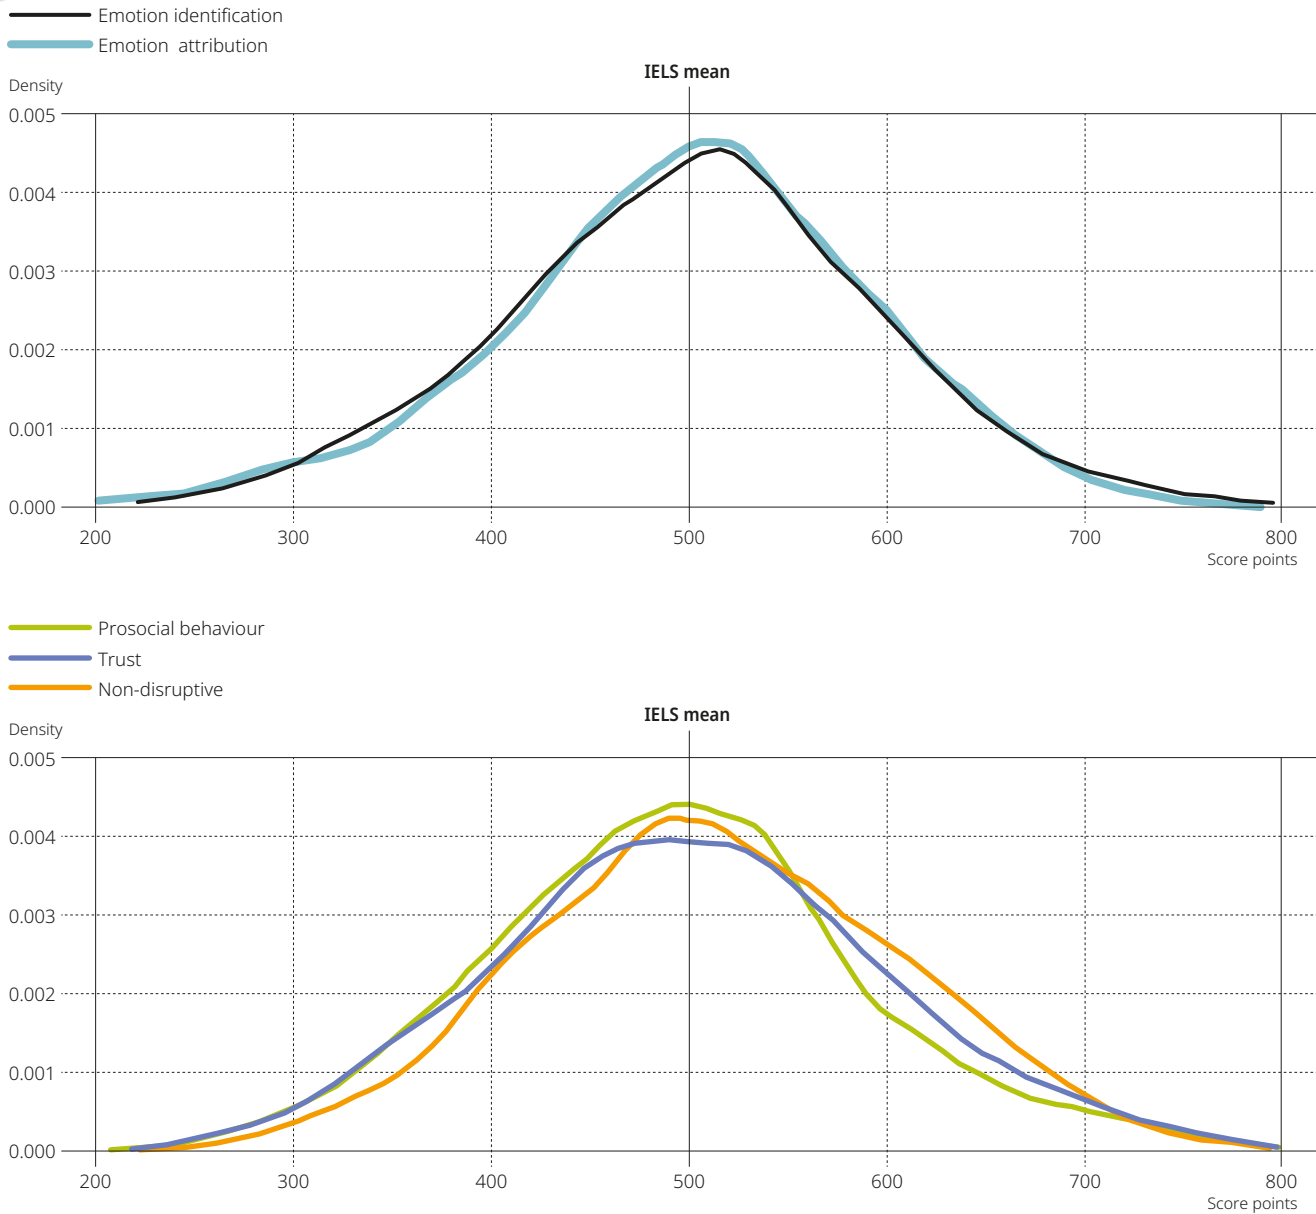 Emotion identification
Emotion attribution
IELS mean
Density
0.005
0.004
0.003
0.002
0.001
0.000
200 300 400 500 600 700 800
Score points
Prosocial behaviour
Trust
Non-disruptive
IELS mean
Density
0.005
0.004
0.003
0.002
0.001
0.000
200 300 400 500 600 700 800
Score points